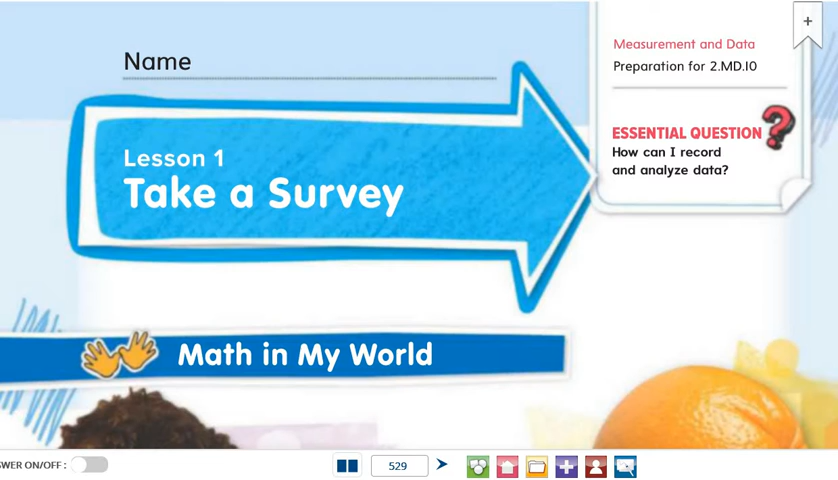 Name
Measurement and Data
Preparation for 2.MD.10
ESSENTIAL QUESTION
How can I record
and analyze data?
Lesson 1
Take a Survey
Math in My World
WER ON/OFF :
529